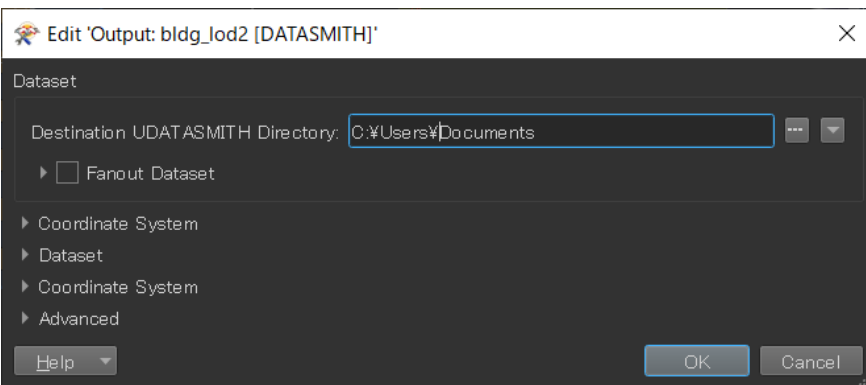 Edit 'Output: bldg_lod2 [DATASMITH]'
Dataset
Destination UDATASMITH Directory: C:¥Users¥Documents
Fanout Dataset
Coordinate System
Dataset
Coordinate System
Advanced
Help OK Cancel